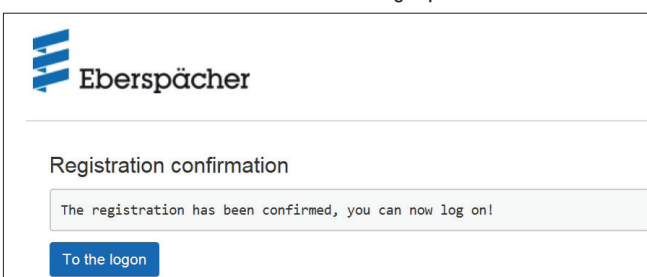 Eberspächer
Registration confirmation
The registration has been confirmed, you can now log on!
To the logon